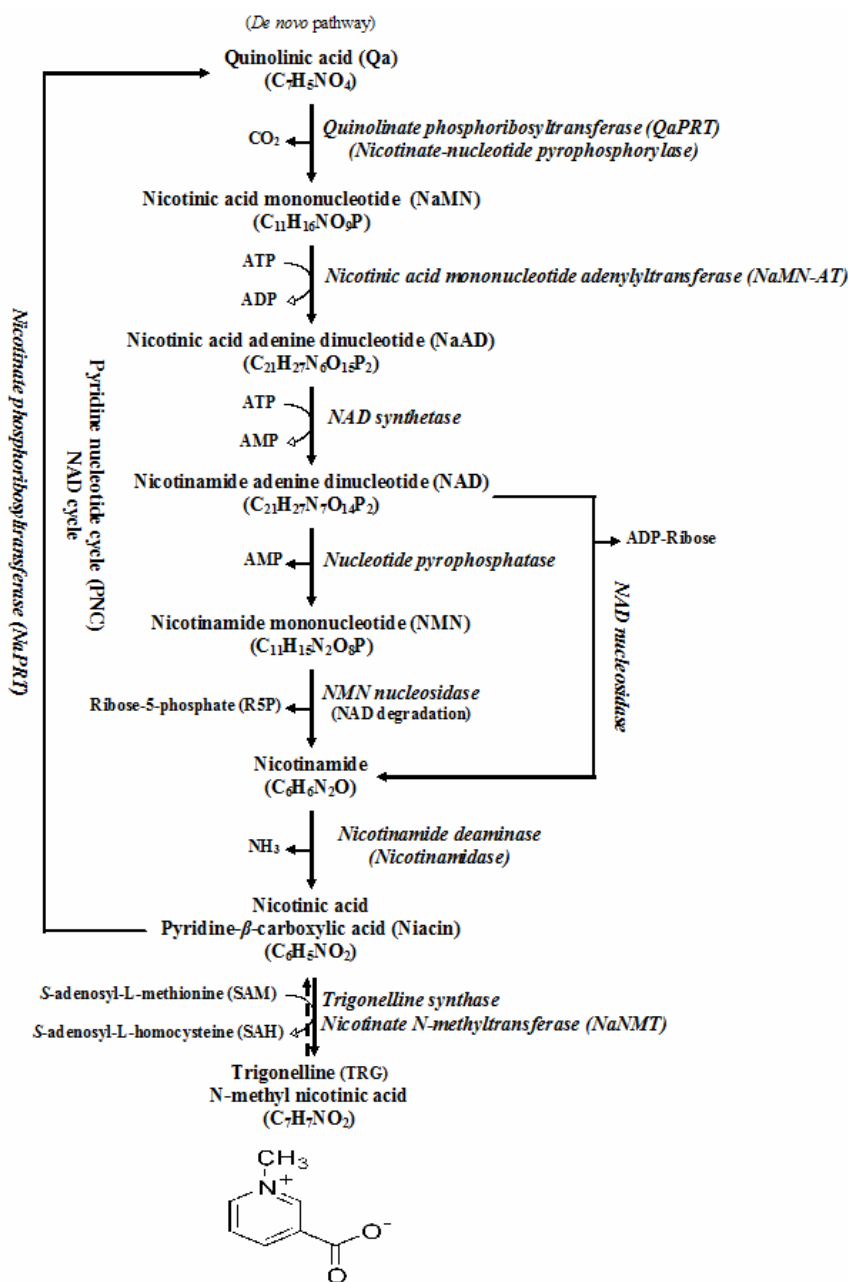 (De novo pathway)
Quinolinic acid (Qa)
(C₇H₅NO₄)
CO₂
Quinolinate phosphoribosyltransferase (QaPRT)
(Nicotinate-nucleotide pyrophosphorylase)
Nicotinic acid mononucleotide (NaMN)
(C₁₁H₁₆NO₉P)
ATP
ADP
Nicotinic acid mononucleotide adenylyltransferase (NaMN-AT)
Nicotinic acid adenine dinucleotide (NaAD)
(C₂₁H₂₇N₆O₁₅P₂)
ATP
AMP
NAD synthetase
Nicotinamide adenine dinucleotide (NAD)
(C₂₁H₂₇N₇O₁₄P₂)
ADP-Ribose
AMP
Nucleotide pyrophosphatase
NAD nucleosidase
Nicotinamide mononucleotide (NMN)
(C₁₁H₁₅N₂O₈P)
Ribose-5-phosphate (R5P)
NMN nucleosidase
(NAD degradation)
Nicotinamide
(C₆H₆N₂O)
NH₃
Nicotinamide deaminase
(Nicotinamidase)
Nicotinic acid
Pyridine-β-carboxylic acid (Niacin)
(C₆H₅NO₂)
Nicotinate phosphoribosyltransferase (NaPRT)
Pyridine nucleotide cycle (PNC)
NAD cycle
S-adenosyl-L-methionine (SAM)
S-adenosyl-L-homocysteine (SAH)
Trigonelline synthase
Nicotinate N-methyltransferase (NaNMT)
Trigonelline (TRG)
N-methyl nicotinic acid
(C₇H₇NO₂)
CH₃
N⁺
O⁻
O